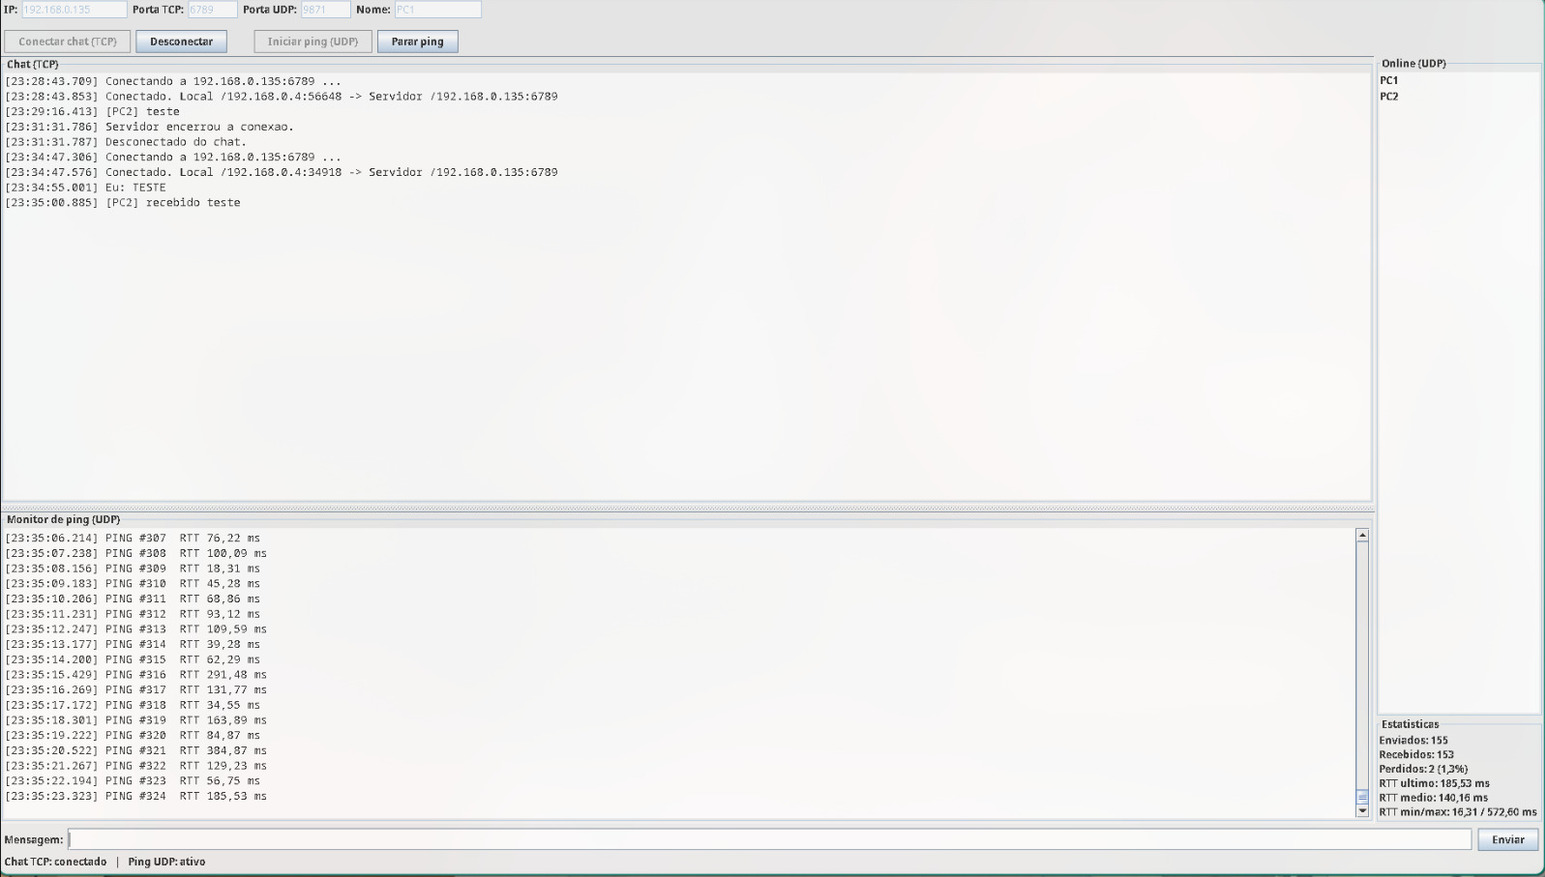 IP: 192.168.0.135 Porta TCP: 6789 Porta UDP: 9871 Nome: PC1
Conectar chat (TCP) Desconectar Iniciar ping (UDP) Parar ping
Chat (TCP)
[23:28:43.709] Conectando a 192.168.0.135:6789 ...
[23:28:43.853] Conectado. Local /192.168.0.4:56648 -> Servidor /192.168.0.135:6789
[23:29:16.413] [PC2] teste
[23:31:31.786] Servidor encerrou a conexao.
[23:31:31.787] Desconectado do chat.
[23:34:47.306] Conectando a 192.168.0.135:6789 ...
[23:34:47.576] Conectado. Local /192.168.0.4:34918 -> Servidor /192.168.0.135:6789
[23:34:55.001] Eu: TESTE
[23:35:00.885] [PC2] recebido teste
Online (UDP)
PC1
PC2
Monitor de ping (UDP)
[23:35:06.214] PING #307 RTT 76,22 ms
[23:35:07.238] PING #308 RTT 100,09 ms
[23:35:08.156] PING #309 RTT 18,31 ms
[23:35:09.183] PING #310 RTT 45,28 ms
[23:35:10.206] PING #311 RTT 68,86 ms
[23:35:11.231] PING #312 RTT 93,12 ms
[23:35:12.247] PING #313 RTT 109,59 ms
[23:35:13.177] PING #314 RTT 39,28 ms
[23:35:14.200] PING #315 RTT 62,29 ms
[23:35:15.429] PING #316 RTT 291,48 ms
[23:35:16.269] PING #317 RTT 131,77 ms
[23:35:17.172] PING #318 RTT 34,55 ms
[23:35:18.301] PING #319 RTT 163,89 ms
[23:35:19.222] PING #320 RTT 84,87 ms
[23:35:20.522] PING #321 RTT 384,87 ms
[23:35:21.267] PING #322 RTT 129,23 ms
[23:35:22.194] PING #323 RTT 56,75 ms
[23:35:23.323] PING #324 RTT 185,53 ms
Estatisticas
Enviados: 155
Recebidos: 153
Perdidos: 2 (1,3%)
RTT ultimo: 185,53 ms
RTT medio: 140,16 ms
RTT min/max: 16,31 / 572,60 ms
Mensagem: Enviar
Chat TCP: conectado | Ping UDP: ativo